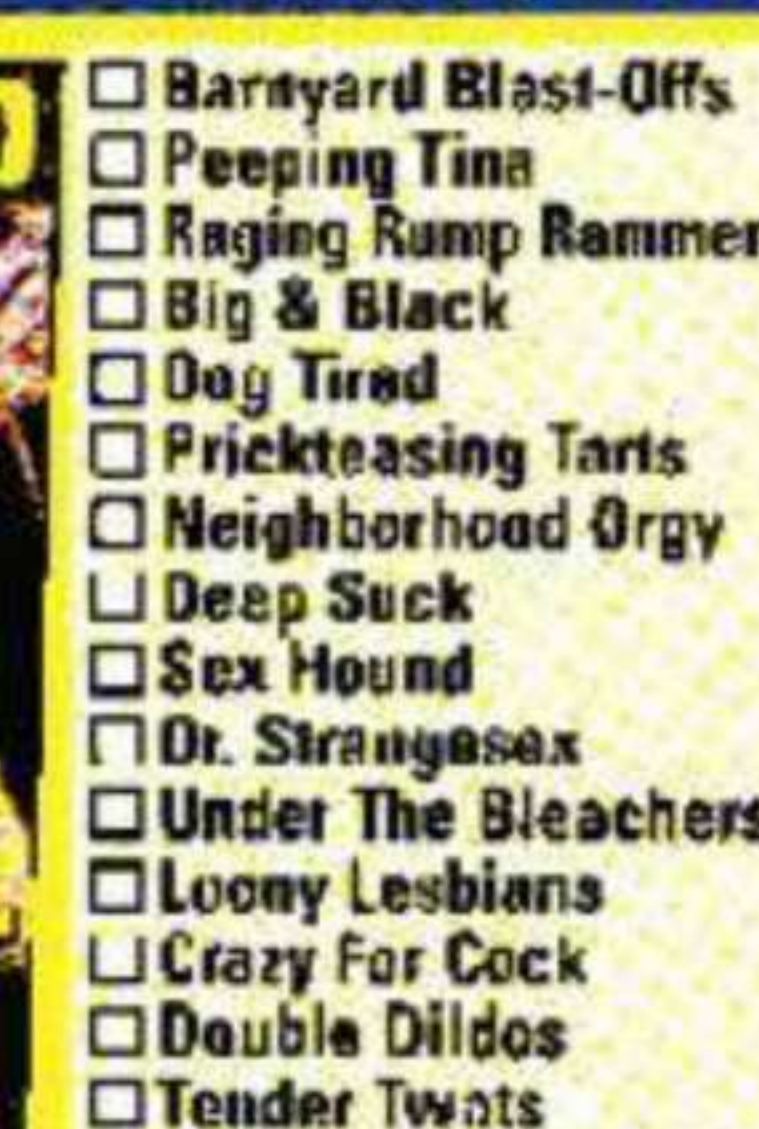 Barnyard Blast-Offs
Peeping Tina
Raging Rump Rammer
Big & Black
Dog Tired
Prickteasing Tarts
Neighborhood Orgy
Deep Suck
Sex Hound
Dr. Strangesex
Under The Bleachers
Loony Lesbians
Crazy For Cock
Double Dildos
Tender Twats